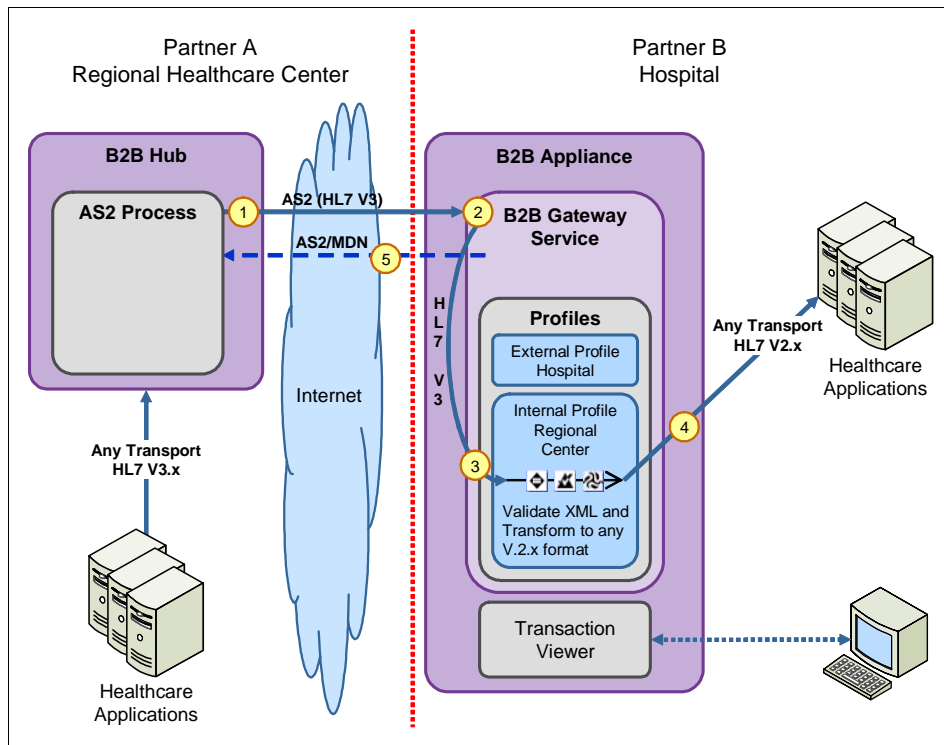 Partner A
Regional Healthcare Center
Partner B
Hospital
B2B Hub
AS2 Process
1
AS2 (HL7 V3)
2
AS2/MDN
5
Internet
Any Transport
HL7 V3.x
Healthcare
Applications
B2B Appliance
B2B Gateway
Service
HL7 V3
Profiles
External Profile
Hospital
Internal Profile
Regional
Center
3
Validate XML and
Transform to any
V.2.x format
4
Any Transport
HL7 V2.x
Healthcare
Applications
Transaction
Viewer